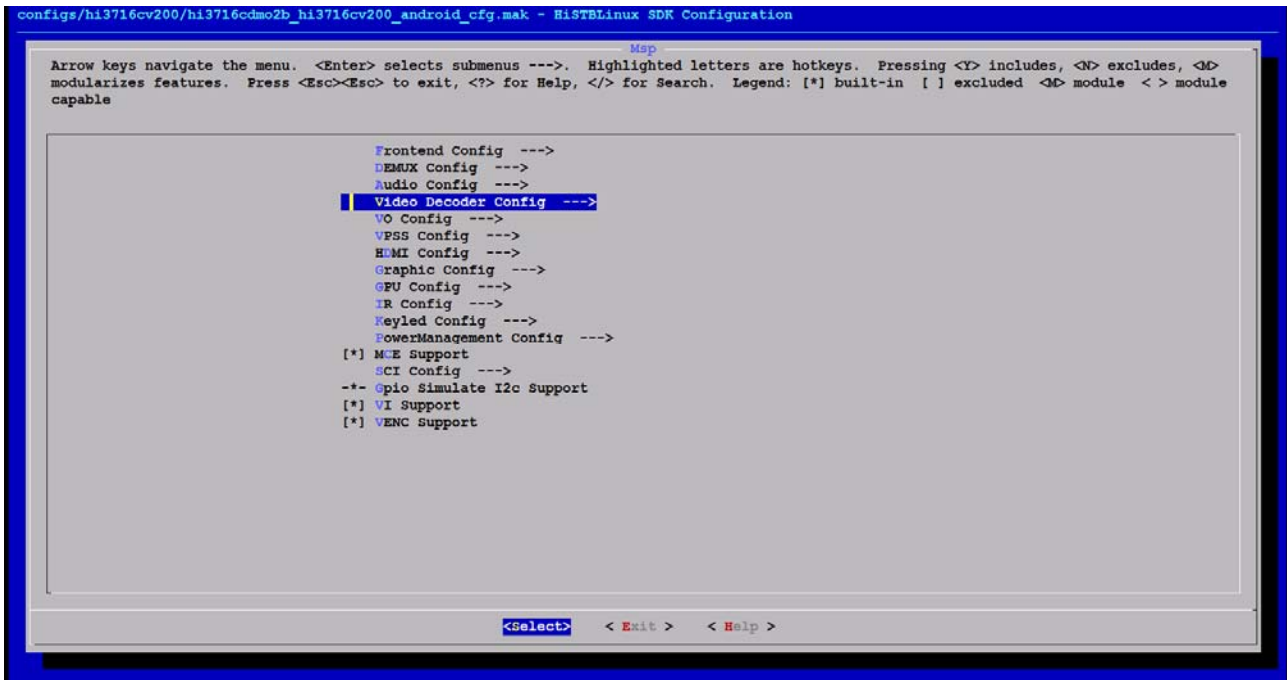 configs/hi3716cv200/hi3716cdmo2b_hi3716cv200_android_cfg.mak - HiSTBLinux SDK Configuration
Msp
Arrow keys navigate the menu.  <Enter> selects submenus --->.  Highlighted letters are hotkeys.  Pressing <Y> includes, <N> excludes, <M>
modularizes features.  Press <Esc><Esc> to exit, <?> for Help, </> for Search.  Legend: [*] built-in  [ ] excluded  <M> module  < > module
capable
Frontend Config  --->
DEMUX Config  --->
Audio Config  --->
Video Decoder Config  --->
VO Config  --->
VPSS Config  --->
HDMI Config  --->
Graphic Config  --->
GPU Config  --->
IR Config  --->
Keyled Config  --->
PowerManagement Config  --->
[*] MCE Support
SCI Config  --->
-*- Gpio Simulate I2c Support
[*] VI Support
[*] VENC Support
<Select>    < Exit >    < Help >